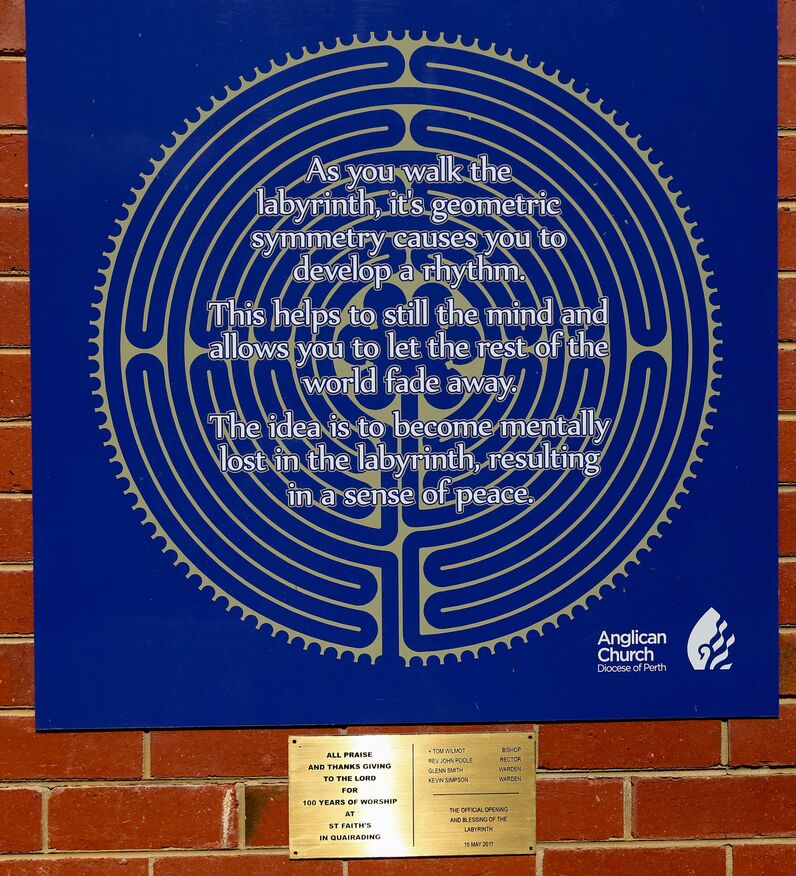 As you walk the
labyrinth, it's geometric
symmetry causes you to
develop a rhythm.
This helps to still the mind and
allows you to let the rest of the
world fade away.
The idea is to become mentally
lost in the labyrinth, resulting
in a sense of peace.
Anglican
Church
Diocese of Perth
ALL PRAISE
AND THANKS GIVING
TO THE LORD
FOR
100 YEARS OF WORSHIP
AT
ST FAITH'S
IN QUAIRADING
+ TOM WILMOT BISHOP
REV JOHN POOLE RECTOR
GLENN SMITH WARDEN
KEVIN SIMPSON WARDEN
THE OFFICIAL OPENING
AND BLESSING OF THE
LABYRINTH
15 MAY 2011